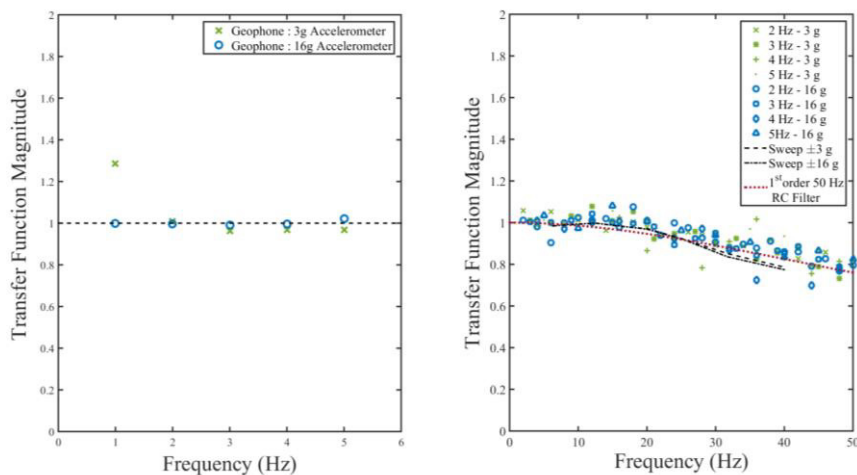 2
1.8
1.6
1.4
1.2
1
0.8
0.6
0.4
0.2
0
Transfer Function Magnitude
Geophone : 3g Accelerometer
Geophone : 16g Accelerometer
0 1 2 3 4 5 6
Frequency (Hz)
2
1.8
1.6
1.4
1.2
1
0.8
0.6
0.4
0.2
0
Transfer Function Magnitude
2 Hz - 3 g
3 Hz - 3 g
4 Hz - 3 g
5 Hz - 3 g
2 Hz - 16 g
3 Hz - 16 g
4 Hz - 16 g
5Hz - 16 g
Sweep ±3 g
Sweep ±16 g
1st order 50 Hz
RC Filter
0 10 20 30 40 50
Frequency (Hz)